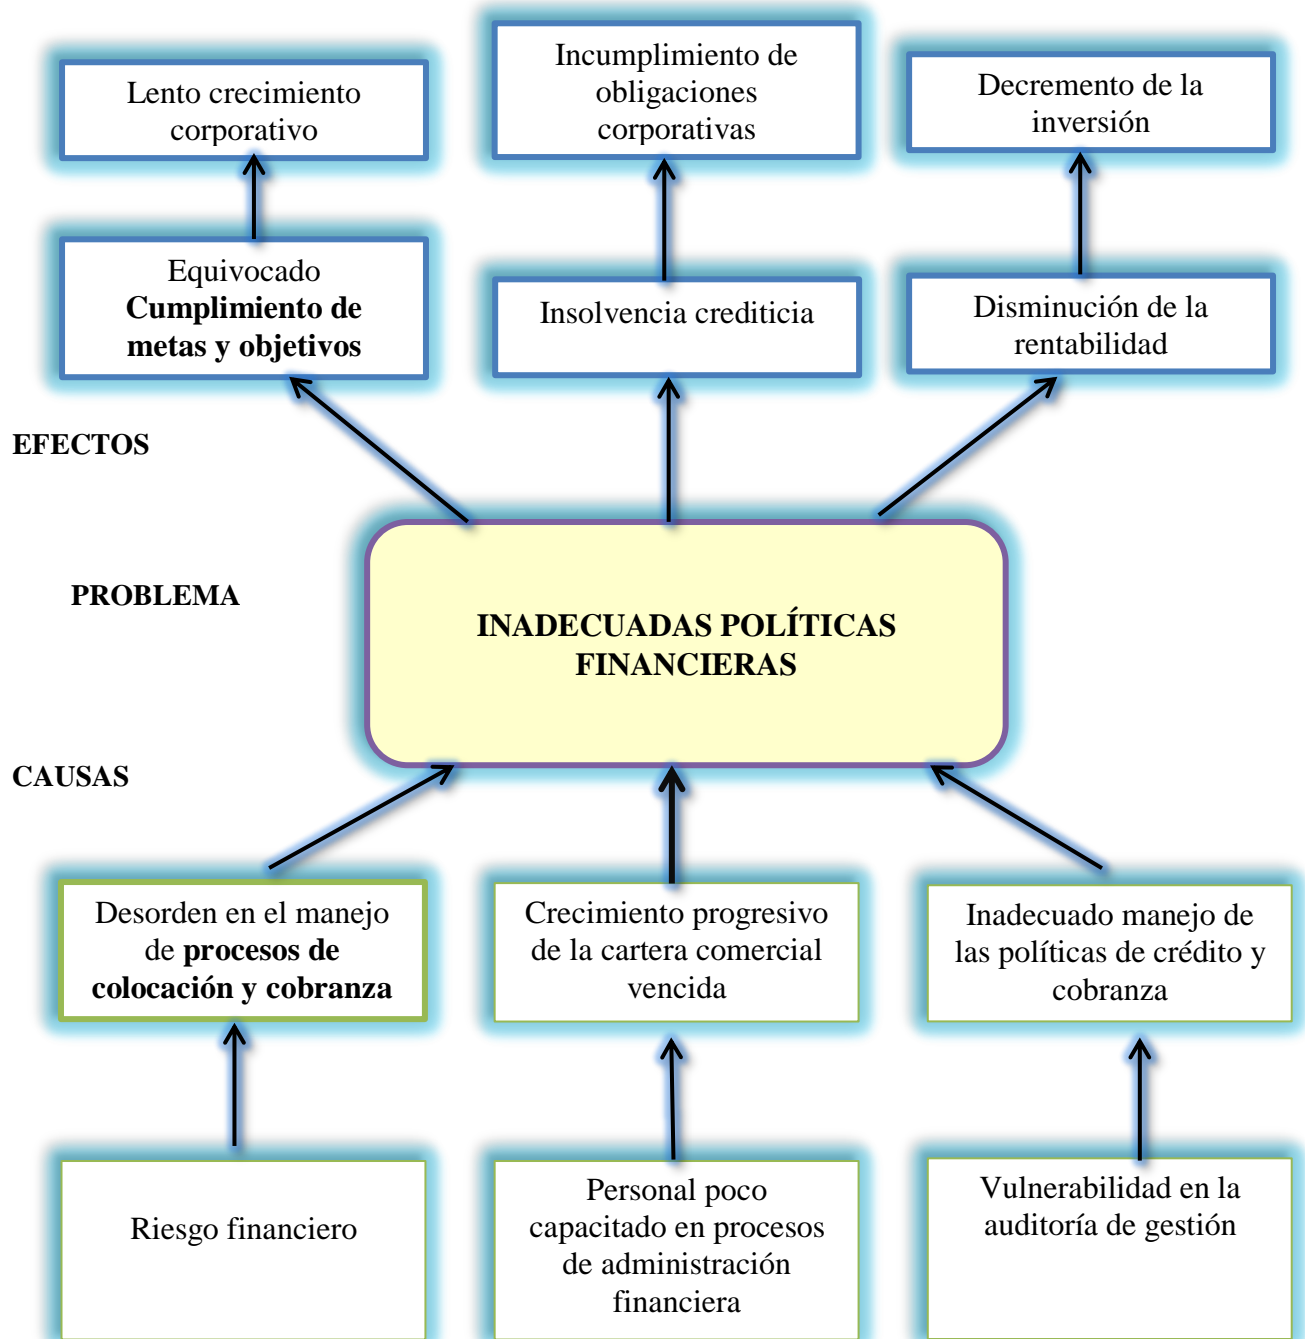 Lento crecimiento
corporativo
Incumplimiento de
obligaciones
corporativas
Decremento de la
inversión
Equivocado
Cumplimiento de
metas y objetivos
Insolvencia crediticia
Disminución de la
rentabilidad
EFECTOS
PROBLEMA
INADECUADAS POLÍTICAS
FINANCIERAS
CAUSAS
Desorden en el manejo
de procesos de
colocación y cobranza
Crecimiento progresivo
de la cartera comercial
vencida
Inadecuado manejo de
las políticas de crédito y
cobranza
Riesgo financiero
Personal poco
capacitado en procesos
de administración
financiera
Vulnerabilidad en la
auditoría de gestión